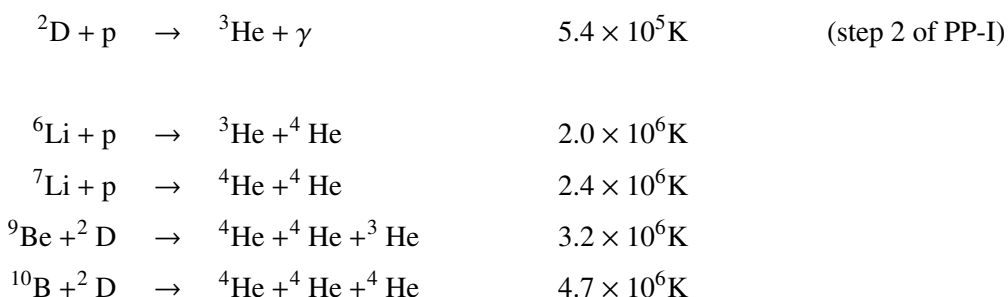 ²D + p → ³He + γ 5.4 × 10⁵K (step 2 of PP-I)
⁶Li + p → ³He +⁴ He 2.0 × 10⁶K
⁷Li + p → ⁴He +⁴ He 2.4 × 10⁶K
⁹Be +² D → ⁴He +⁴ He +³ He 3.2 × 10⁶K
¹⁰B +² D → ⁴He +⁴ He +⁴ He 4.7 × 10⁶K